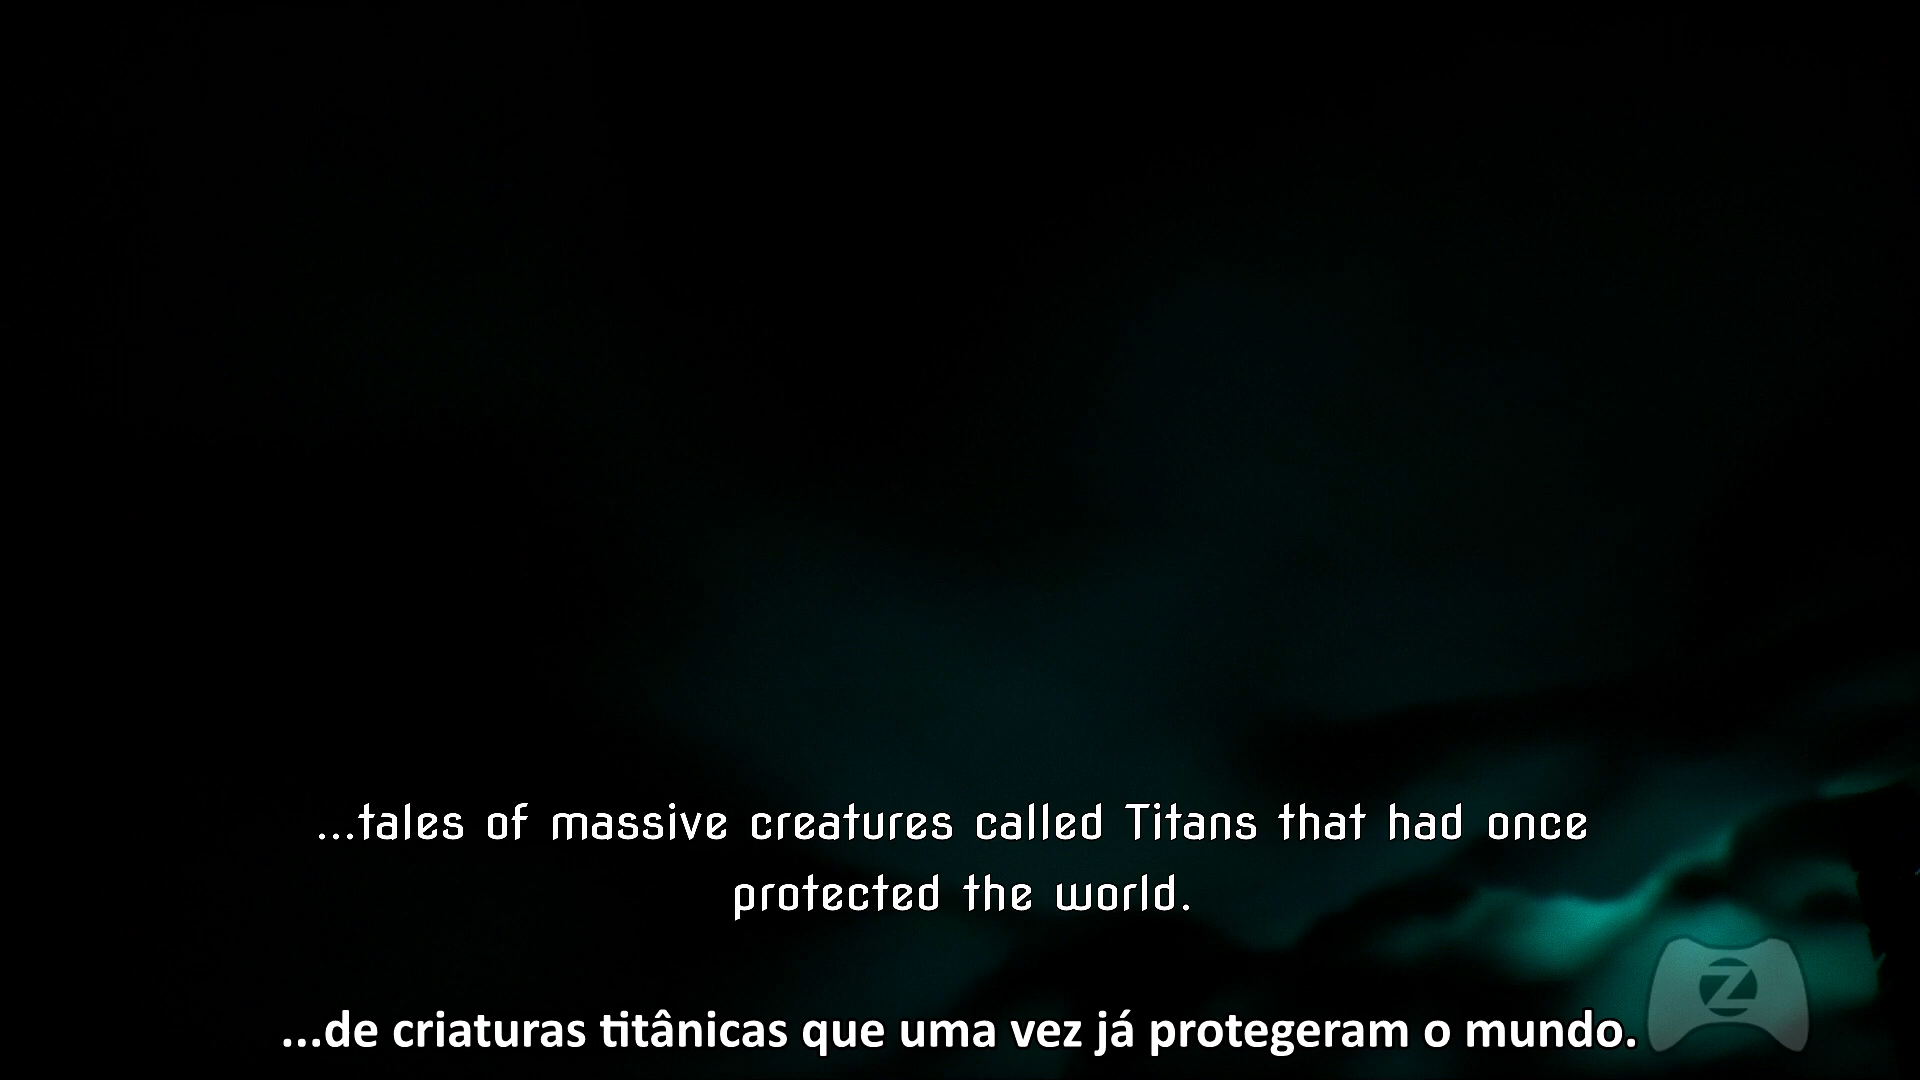 ...tales of massive creatures called Titans that had once
protected the world.
...de criaturas titânicas que uma vez já protegeram o mundo.
Z